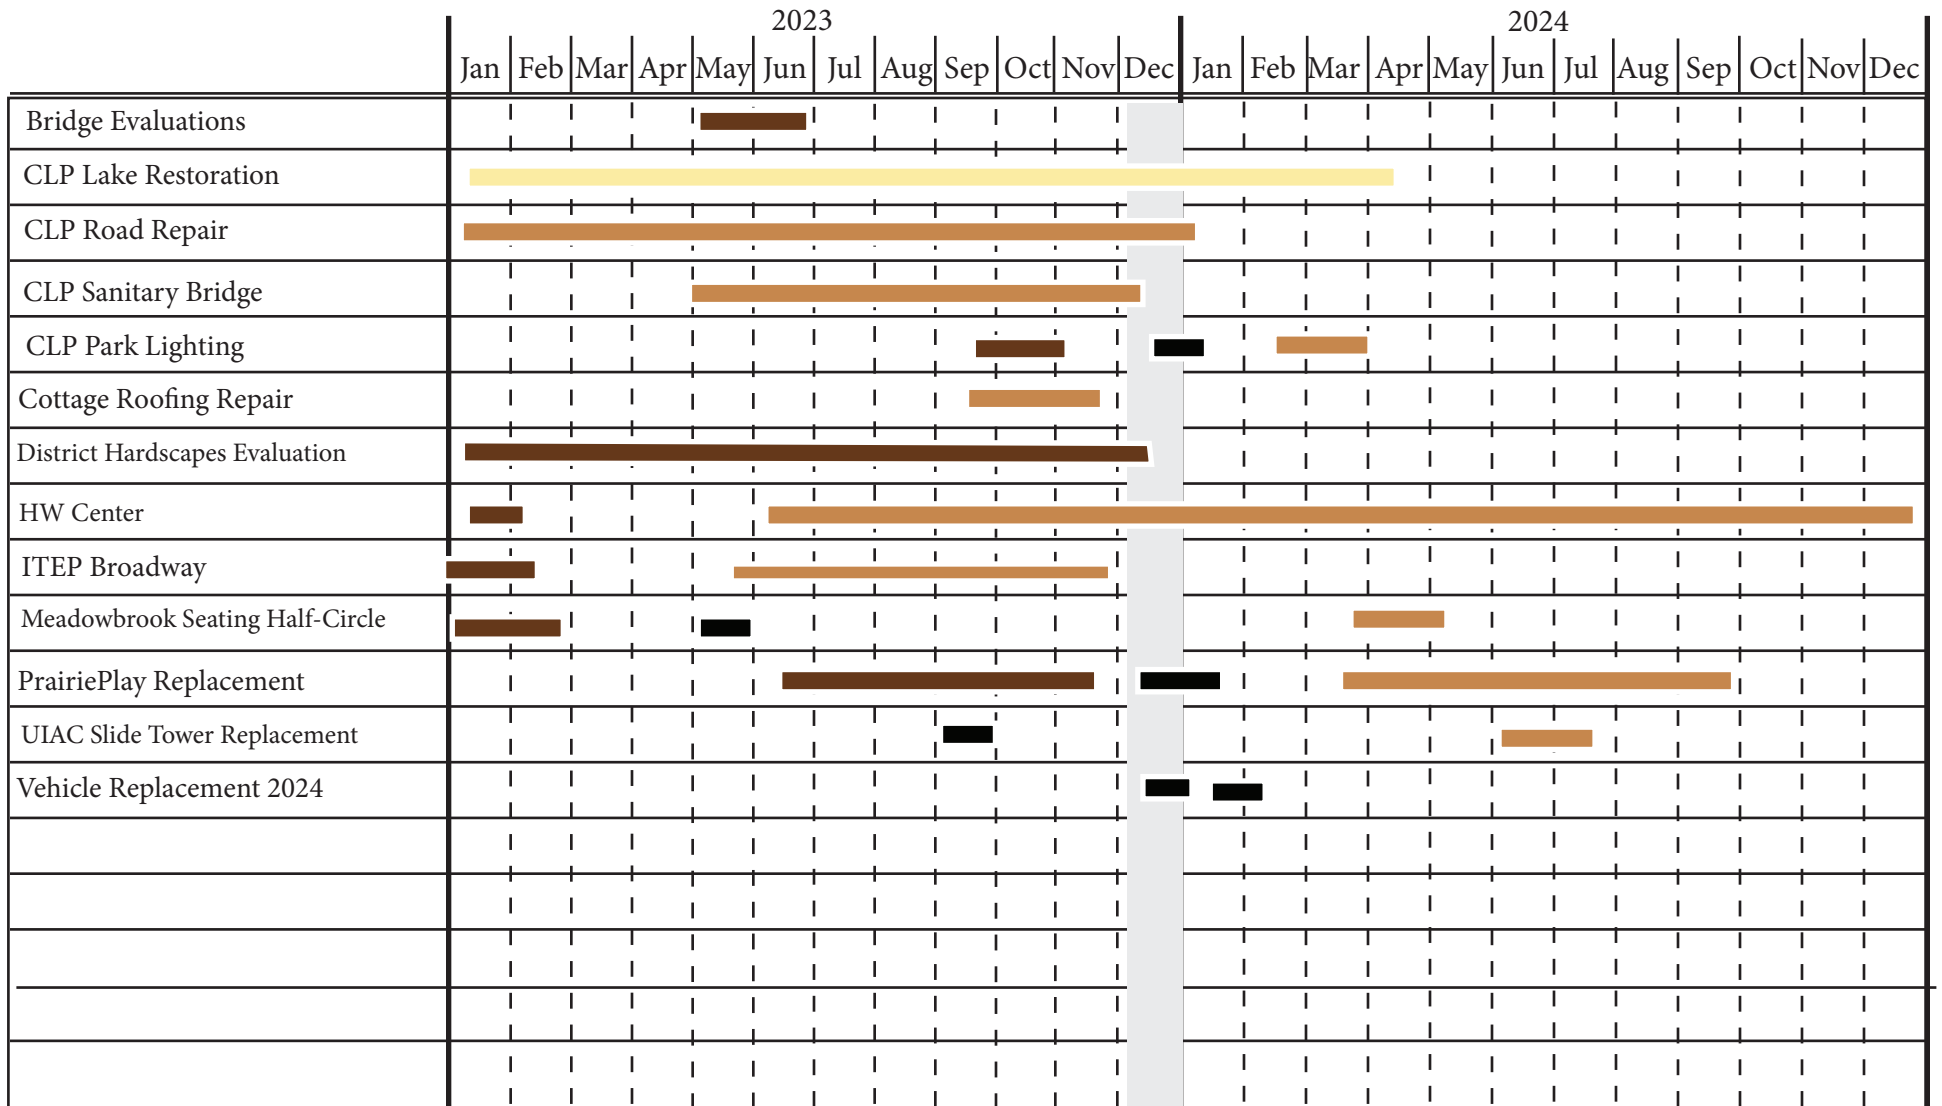 2023 2024
Jan Feb Mar Apr May Jun Jul Aug Sep Oct Nov Dec Jan Feb Mar Apr May Jun Jul Aug Sep Oct Nov Dec
Bridge Evaluations
CLP Lake Restoration
CLP Road Repair
CLP Sanitary Bridge
CLP Park Lighting
Cottage Roofing Repair
District Hardscapes Evaluation
HW Center
ITEP Broadway
Meadowbrook Seating Half-Circle
PrairiePlay Replacement
UIAC Slide Tower Replacement
Vehicle Replacement 2024